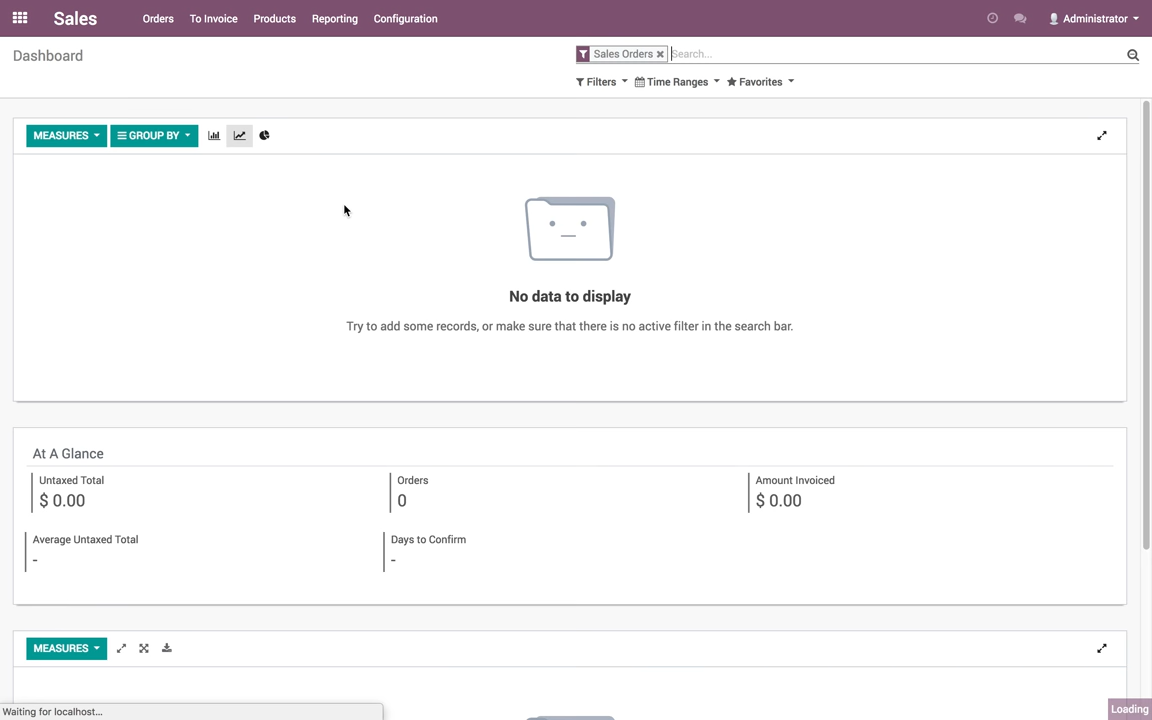 Sales Orders To Invoice Products Reporting Configuration Administrator
Dashboard Sales Orders Search...
Filters Time Ranges Favorites
MEASURES GROUP BY
No data to display
Try to add some records, or make sure that there is no active filter in the search bar.
At A Glance
Untaxed Total Orders Amount Invoiced
$ 0.00 0 $ 0.00
Average Untaxed Total Days to Confirm
- -
MEASURES
Waiting for localhost... Loading